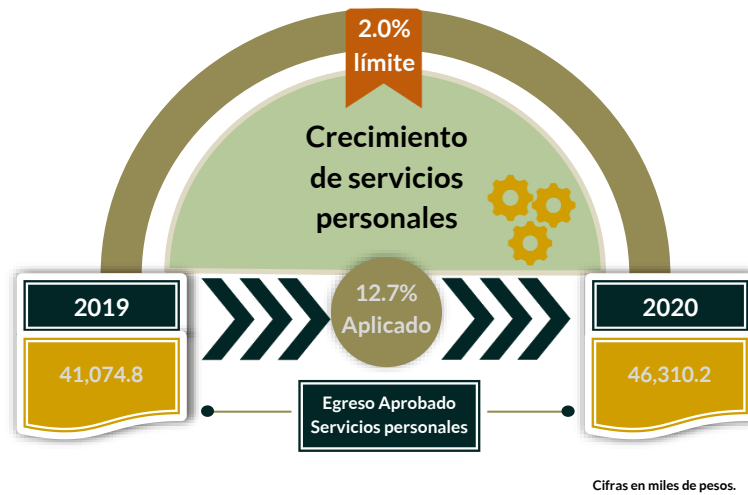 2.0%
límite
Crecimiento
de servicios
personales
2019
12.7%
Aplicado
2020
41,074.8
46,310.2
Egreso Aprobado
Servicios personales
Cifras en miles de pesos.